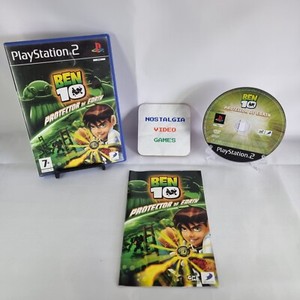 PlayStation 2
BEN
10
PROTECTOR OF EARTH
7+
NOSTALGIA
VIDEO
GAMES
BEN
10
PROTECTOR OF EARTH
PlayStation 2
BEN
10
PROTECTOR OF EARTH